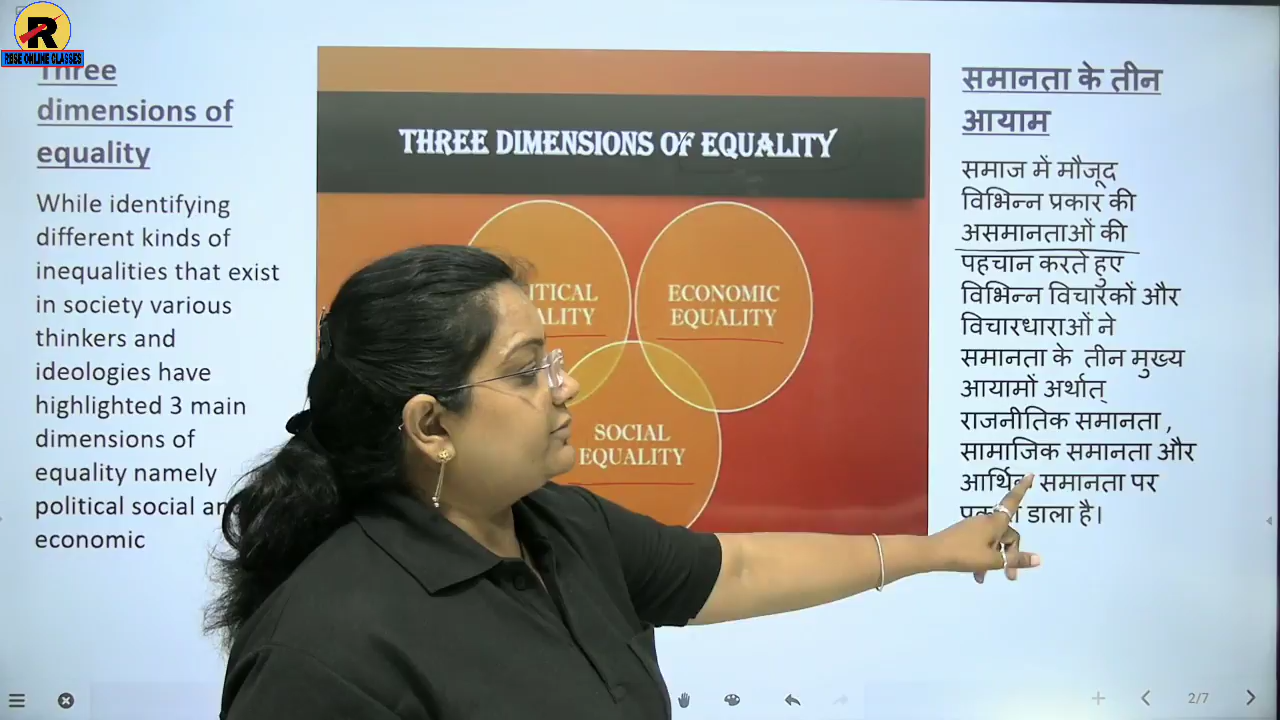 R
RBSE ONLINE CLASSES
Three
dimensions of
equality
While identifying
different kinds of
inequalities that exist
in society various
thinkers and
ideologies have
highlighted 3 main
dimensions of
equality namely
political social
economic
THREE DIMENSIONS OF EQUALITY
ECONOMIC
EQUALITY
SOCIAL
EQUALITY
समानता के तीन
आयाम
समाज में मौजूद
विभिन्न प्रकार की
असमानताओं की
पहचान करते हुए
विभिन्न विचारकों और
विचारधाराओं ने
समानता के तीन मुख्य
आयामों अर्थात्
राजनीतिक समानता ,
सामाजिक समानता और
समानता पर
डाला है।
2/7